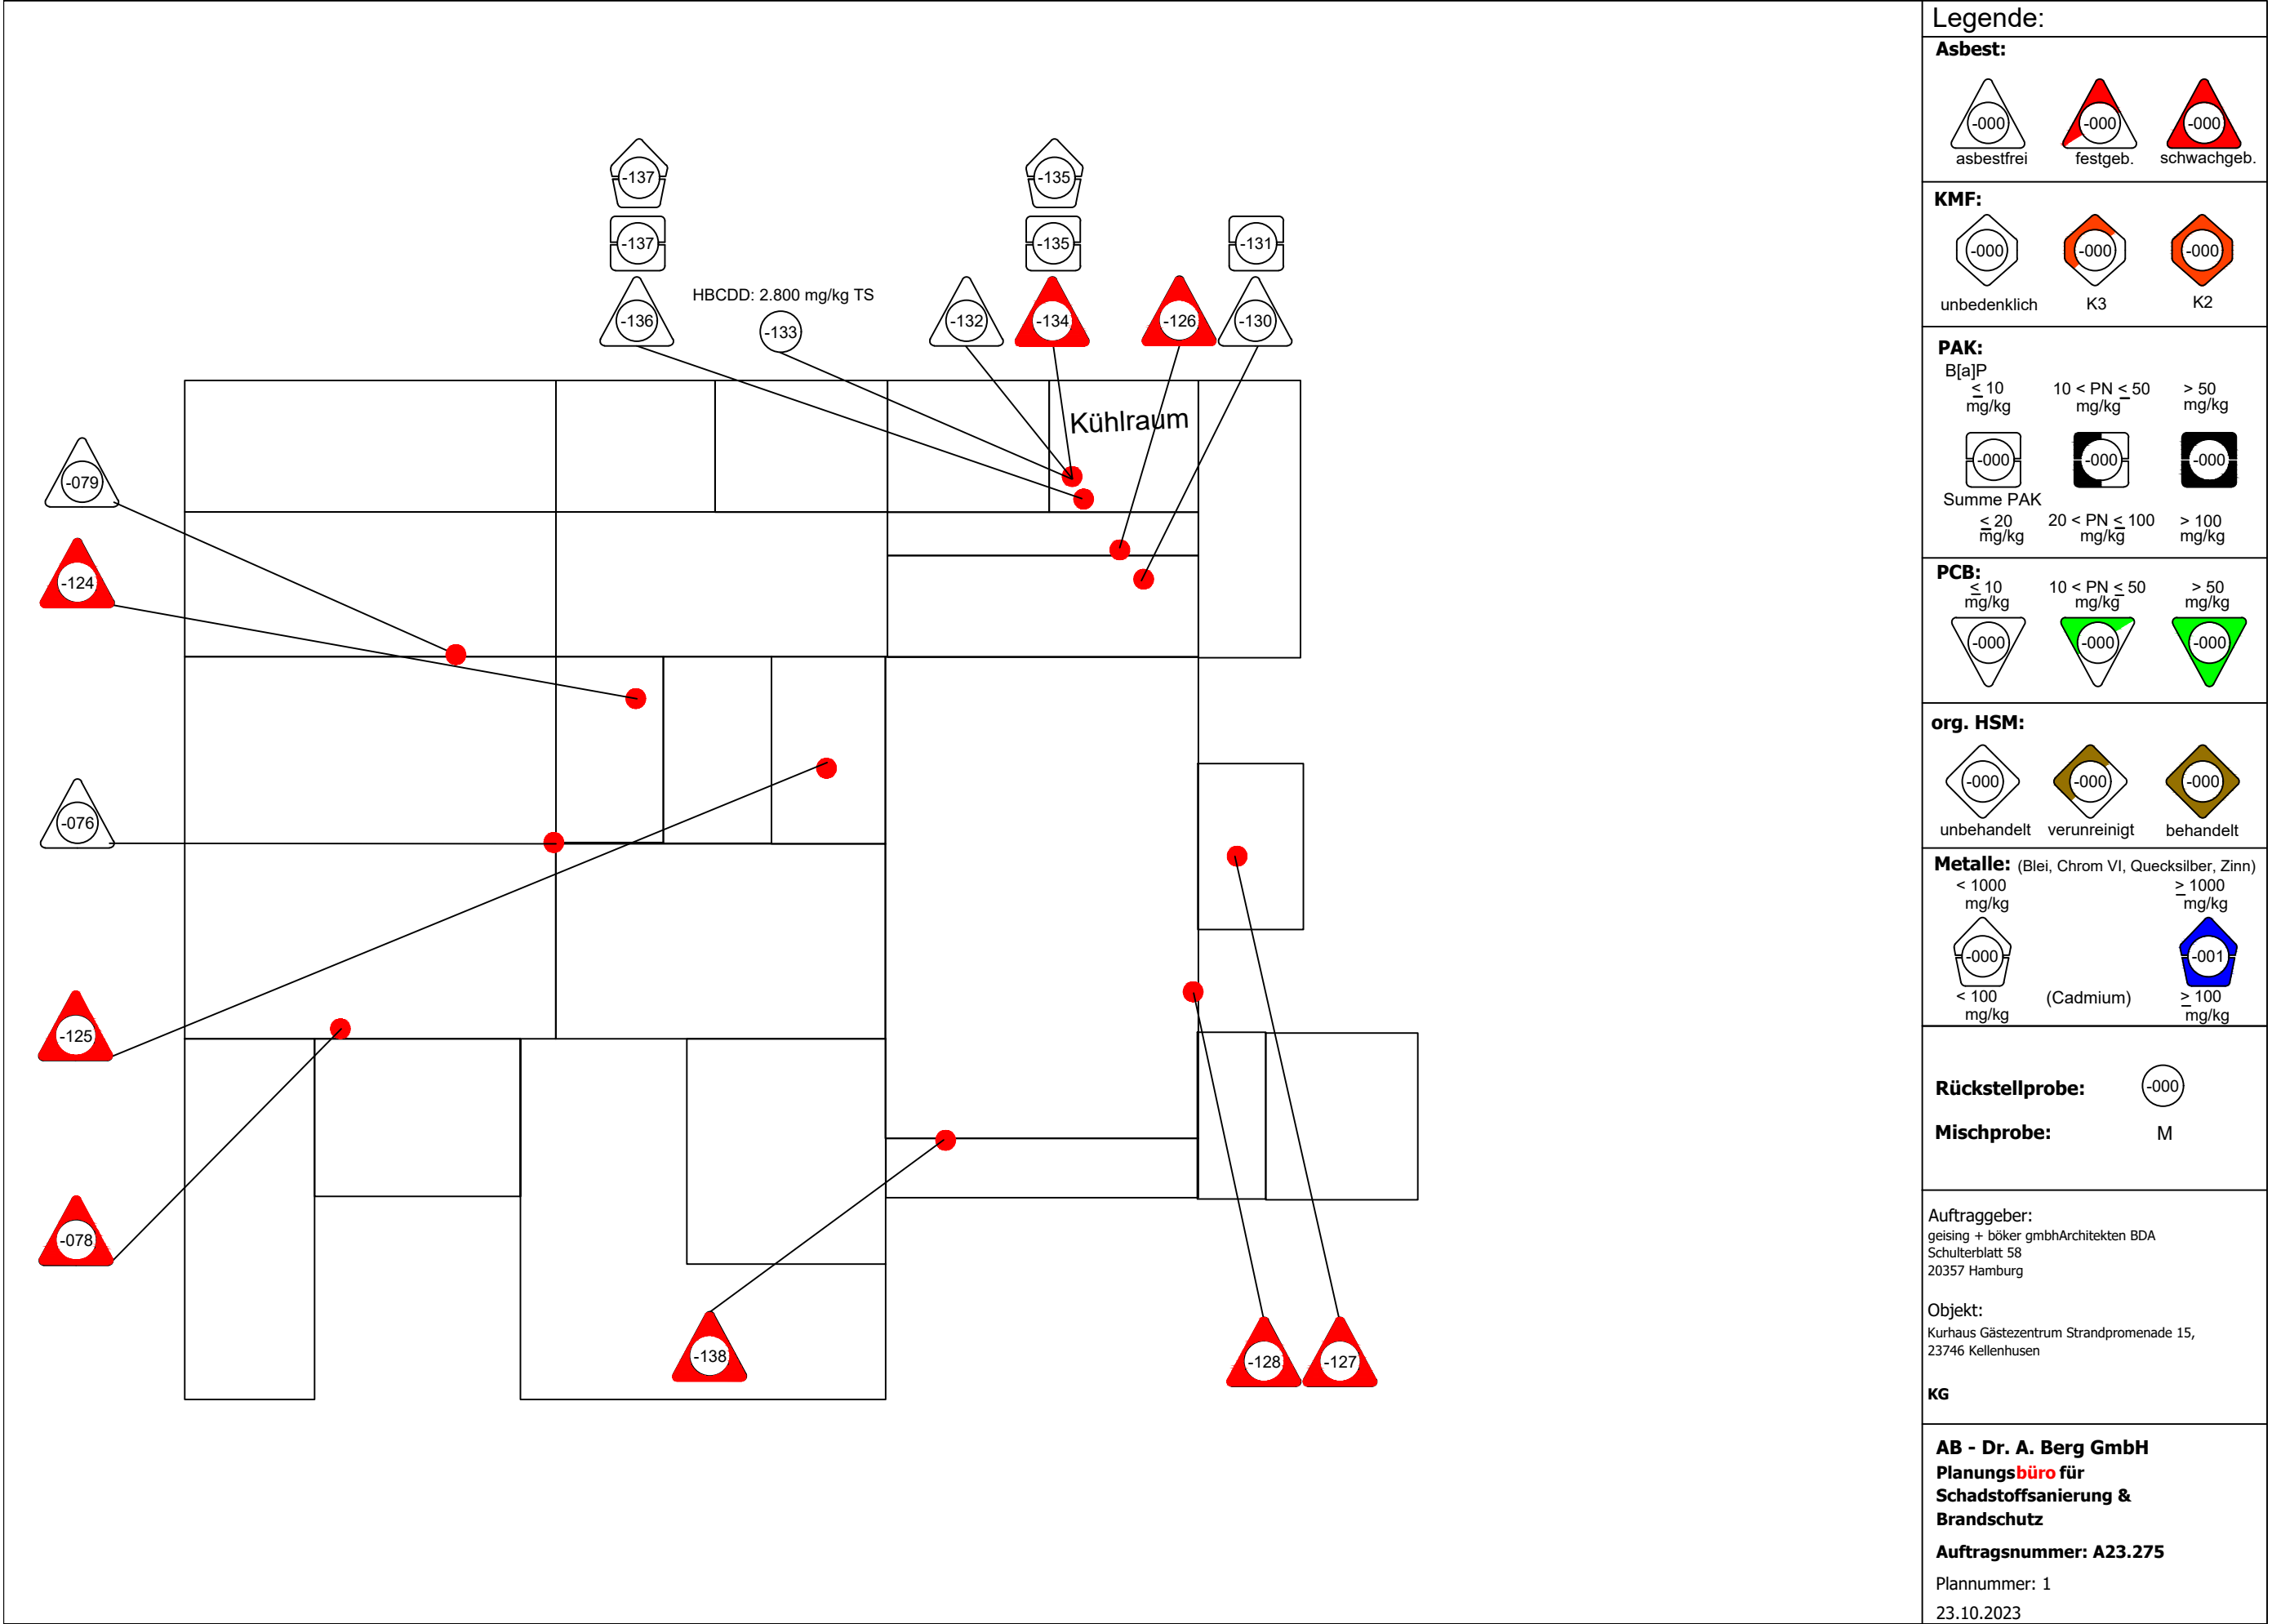 -137
-135
-137
-135
-131
HBCDD: 2.800 mg/kg TS
-136
-133
-132
-134
-126
-130
Kühlraum
-079
-124
-076
-125
-078
-138
-128
-127
Legende:
Asbest:
-000
-000
-000
asbestfrei
festgeb.
schwachgeb.
KMF:
-000
-000
-000
unbedenklich
K3
K2
PAK:
B[a]P
≤ 10
mg/kg
10 < PN ≤ 50
mg/kg
> 50
mg/kg
-000
-000
-000
Summe PAK
≤ 20
mg/kg
20 < PN ≤ 100
mg/kg
> 100
mg/kg
PCB:
≤ 10
mg/kg
10 < PN ≤ 50
mg/kg
> 50
mg/kg
-000
-000
-000
org. HSM:
-000
-000
-000
unbehandelt
verunreinigt
behandelt
Metalle: (Blei, Chrom VI, Quecksilber, Zinn)
< 1000
mg/kg
≥ 1000
mg/kg
-000
-001
< 100
mg/kg
(Cadmium)
≥ 100
mg/kg
Rückstellprobe:
-000
Mischprobe:
M
Auftraggeber:
geising + böker gmbhArchitekten BDA
Schulterblatt 58
20357 Hamburg
Objekt:
Kurhaus Gästezentrum Strandpromenade 15,
23746 Kellenhusen
KG
AB - Dr. A. Berg GmbH
Planungsbüro für
Schadstoffsanierung &
Brandschutz
Auftragsnummer: A23.275
Plannummer: 1
23.10.2023